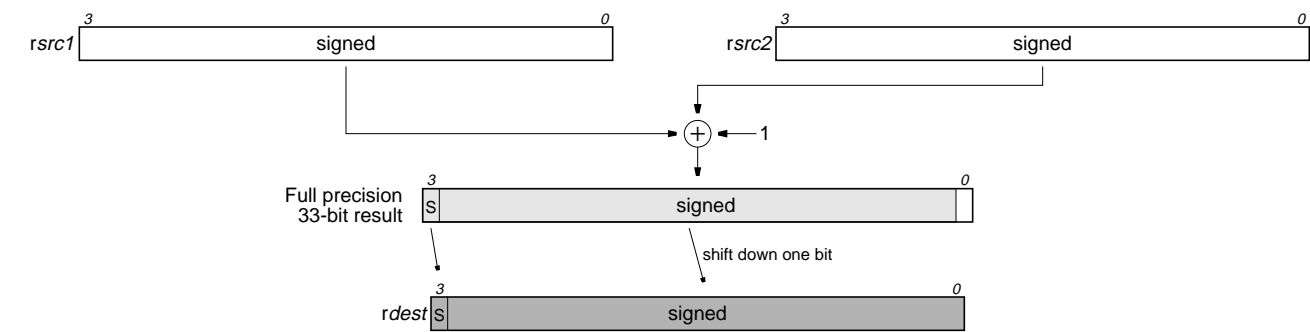 3 0
rsrc1 signed
3 0
rsrc2 signed
+ 1
3 0
Full precision
33-bit result
S signed
shift down one bit
3 0
rdest S signed